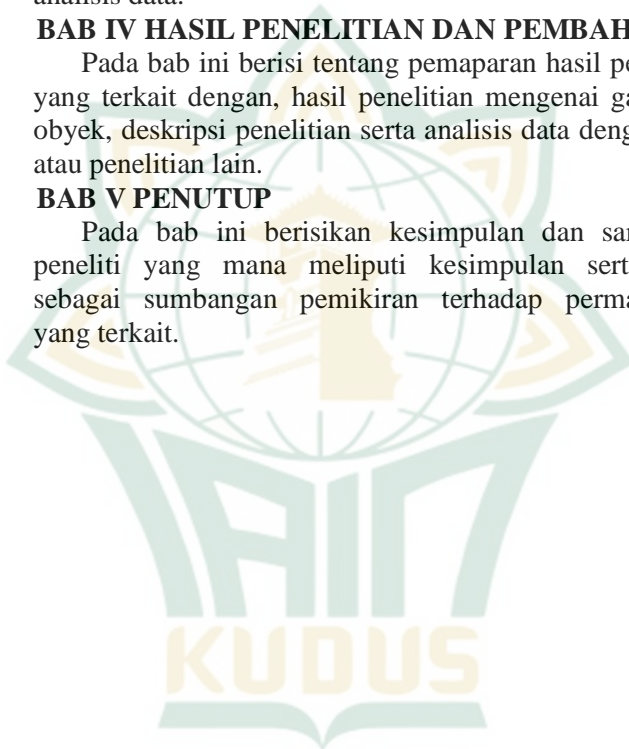 analisis data.
BAB IV HASIL PENELITIAN DAN PEMBAH
Pada bab ini berisi tentang pemaparan hasil pe
yang terkait dengan, hasil penelitian mengenai ga
obyek, deskripsi penelitian serta analisis data deng
atau penelitian lain.
BAB V PENUTUP
Pada bab ini berisikan kesimpulan dan sar
peneliti yang mana meliputi kesimpulan sert
sebagai sumbangan pemikiran terhadap perma
yang terkait.
IAIN
KUDUS